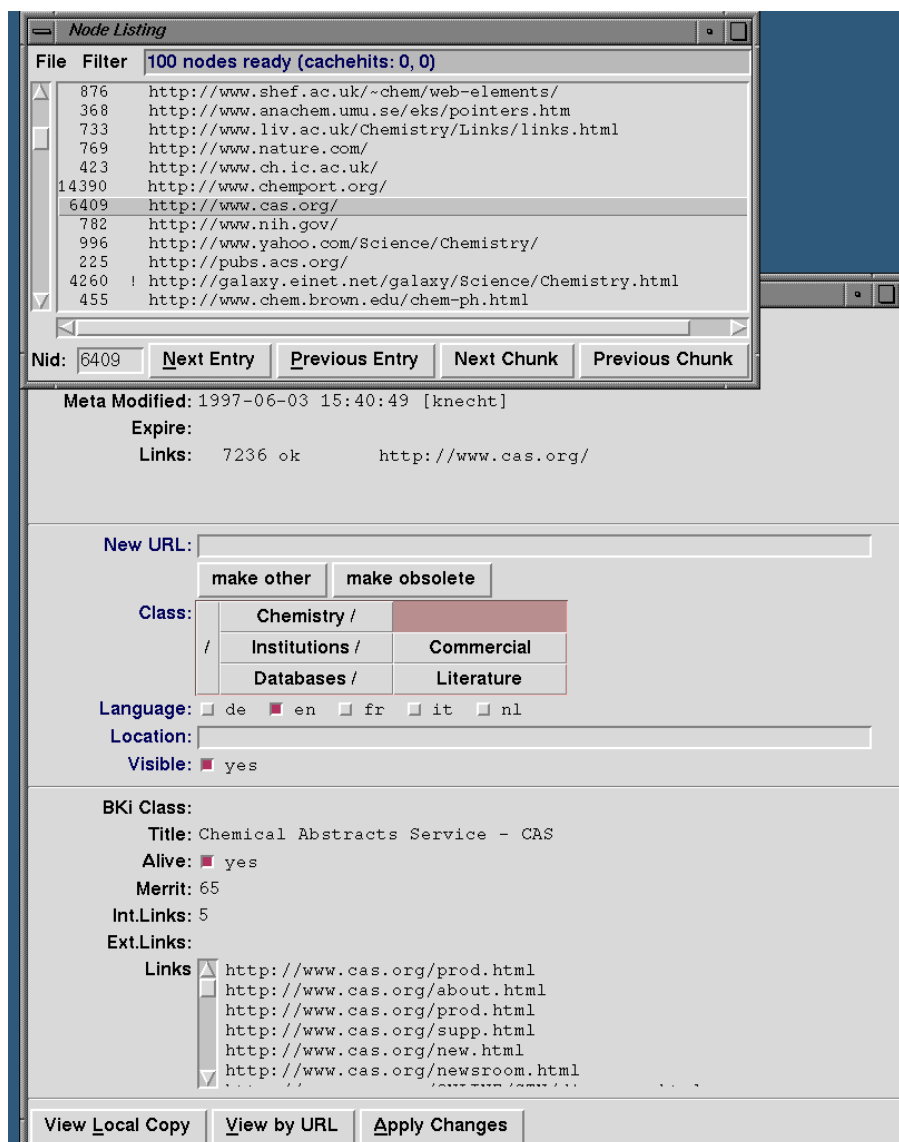 Node Listing
File Filter 100 nodes ready (cachehits: 0, 0)
876 http://www.shef.ac.uk/~chem/web-elements/
368 http://www.anachem.umu.se/eks/pointers.htm
733 http://www.liv.ac.uk/Chemistry/Links/links.html
769 http://www.nature.com/
423 http://www.ch.ic.ac.uk/
14390 http://www.chemport.org/
6409 http://www.cas.org/
782 http://www.nih.gov/
996 http://www.yahoo.com/Science/Chemistry/
225 http://pubs.acs.org/
4260 ! http://galaxy.einet.net/galaxy/Science/Chemistry.html
455 http://www.chem.brown.edu/chem-ph.html
Nid: 6409 Next Entry Previous Entry Next Chunk Previous Chunk
Meta Modified: 1997-06-03 15:40:49 [knecht]
Expire:
Links: 7236 ok http://www.cas.org/
New URL:
make other make obsolete
Class: Chemistry /
/ Institutions / Commercial
Databases / Literature
Language: de en fr it nl
Location:
Visible: yes
BKi Class:
Title: Chemical Abstracts Service - CAS
Alive: yes
Merrit: 65
Int.Links: 5
Ext.Links:
Links http://www.cas.org/prod.html
http://www.cas.org/about.html
http://www.cas.org/prod.html
http://www.cas.org/supp.html
http://www.cas.org/new.html
http://www.cas.org/newsroom.html
View Local Copy View by URL Apply Changes